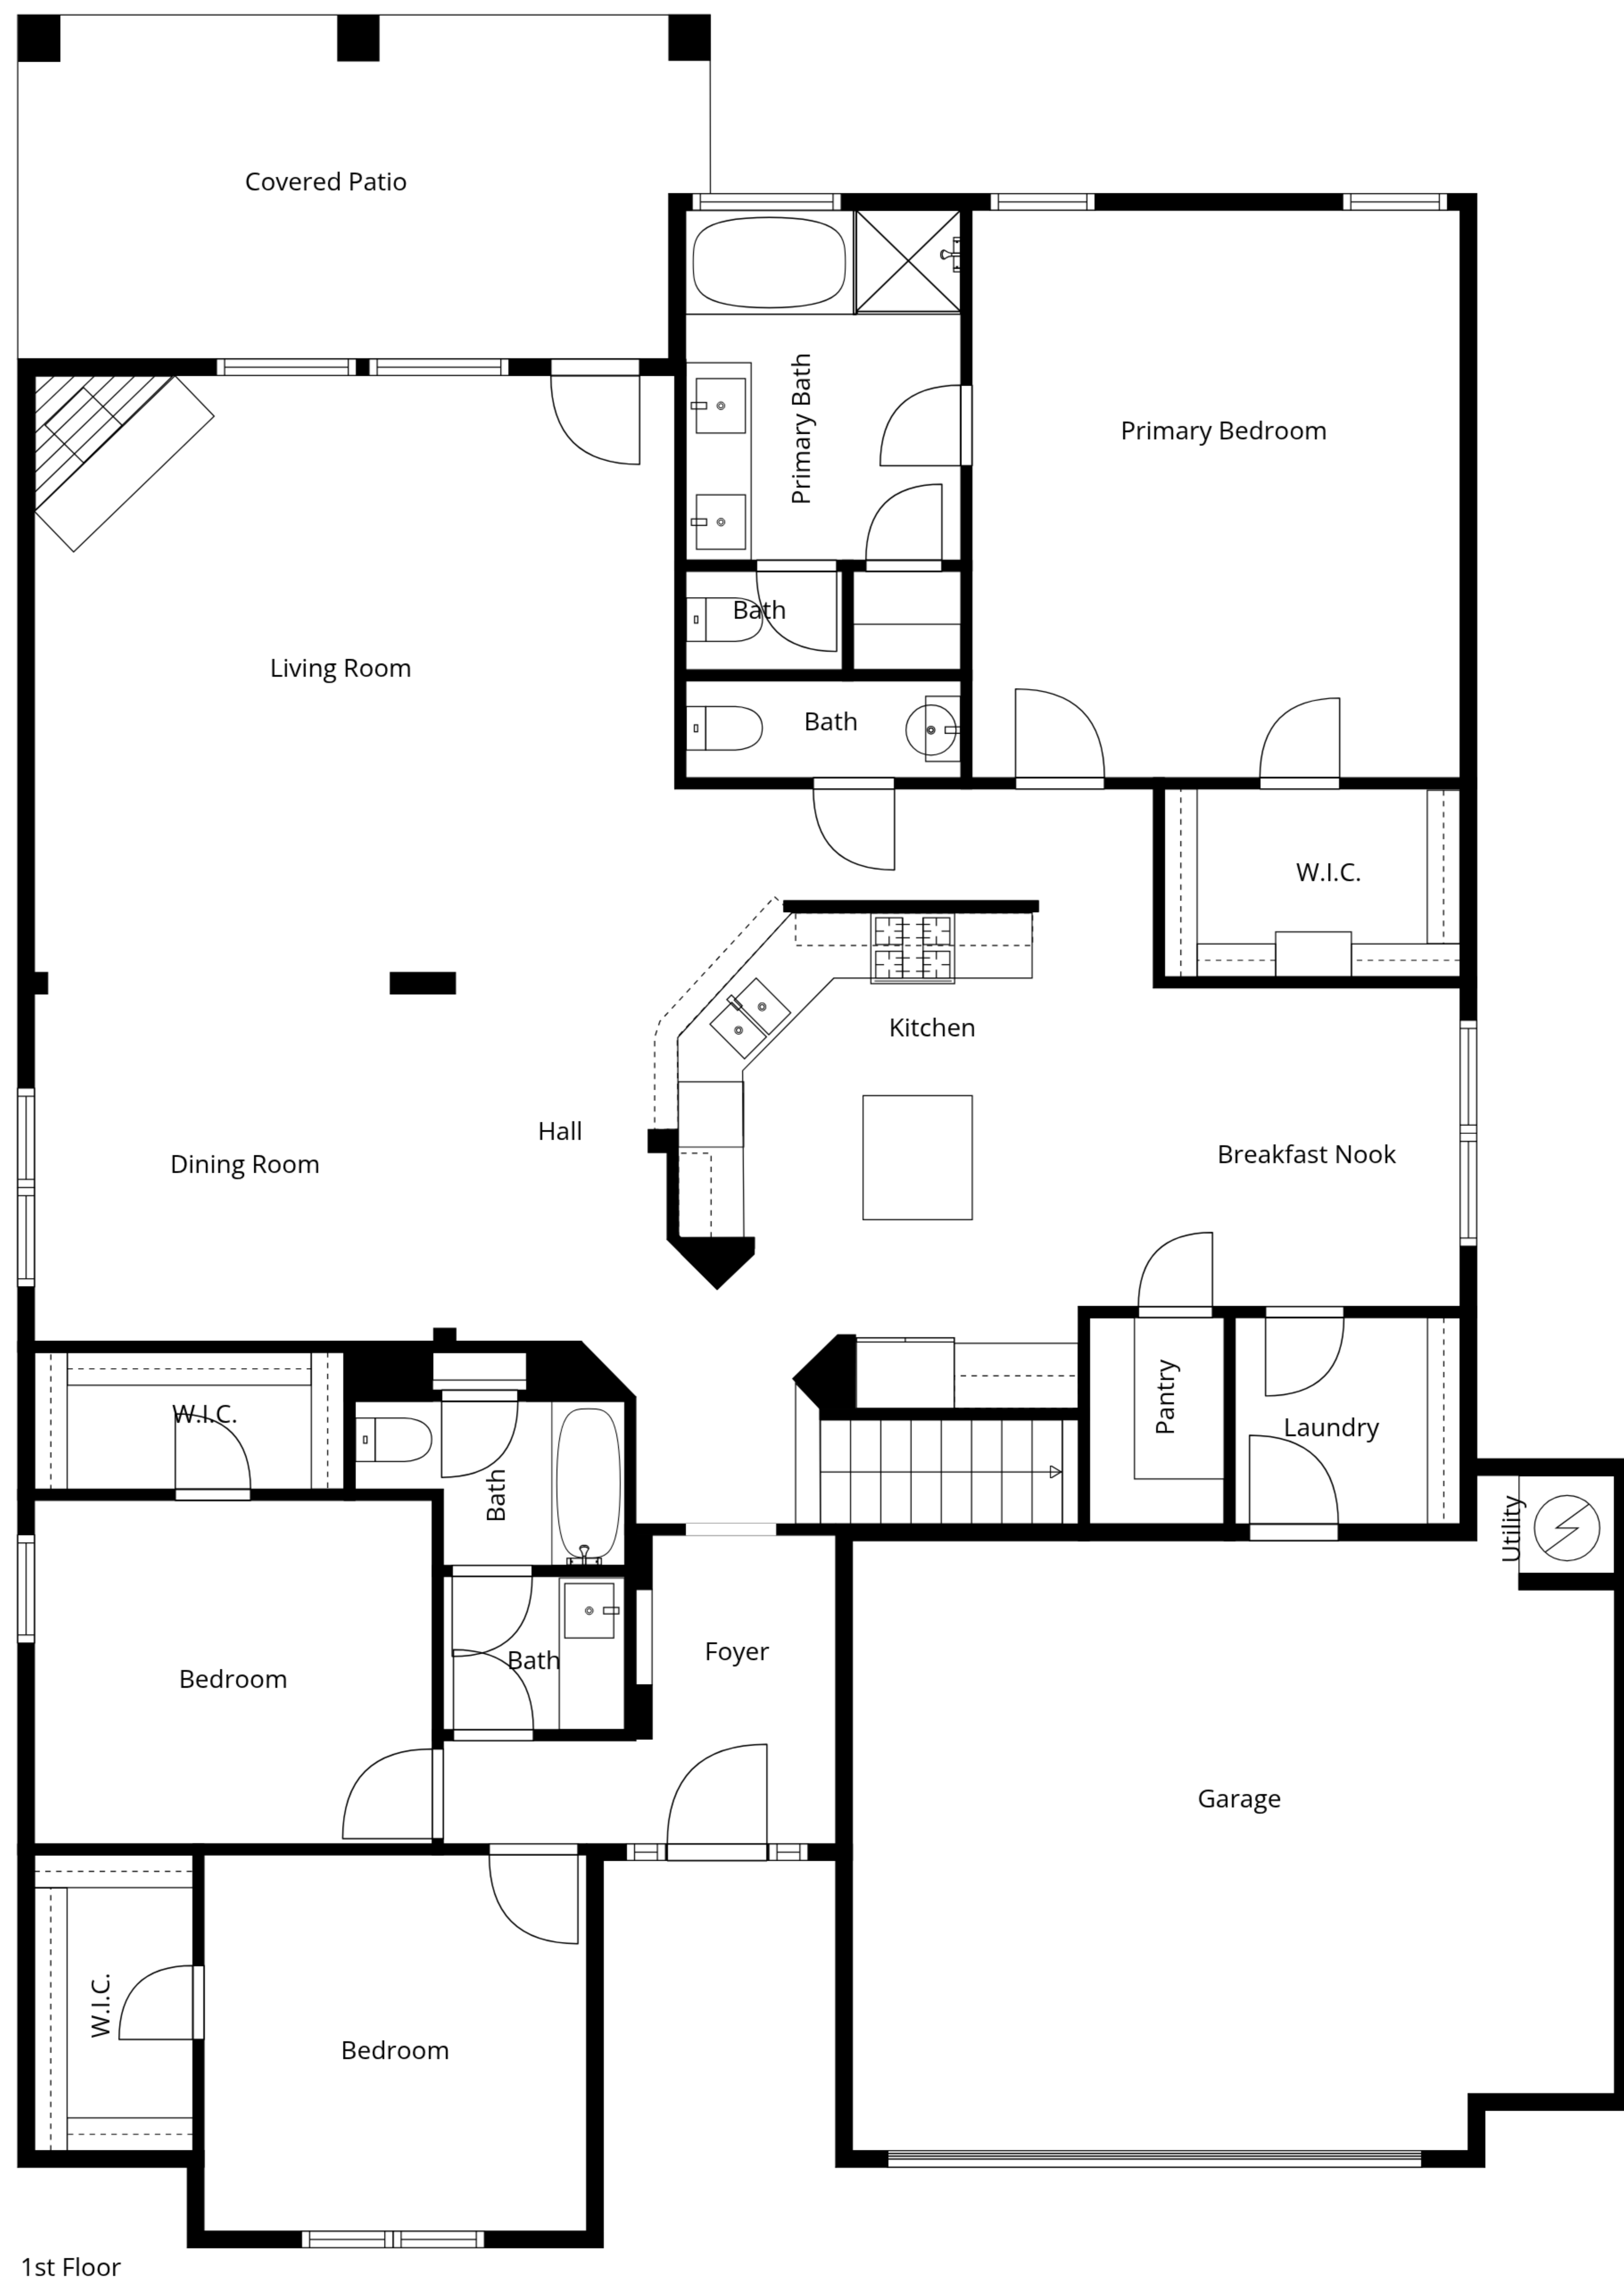 Covered Patio
Primary Bath
Primary Bedroom
Bath
Living Room
Bath
W.I.C.
Kitchen
Hall
Dining Room
Breakfast Nook
W.I.C.
Pantry
Laundry
Bath
Utility
Bath
Foyer
Bedroom
Garage
W.I.C.
Bedroom
1st Floor